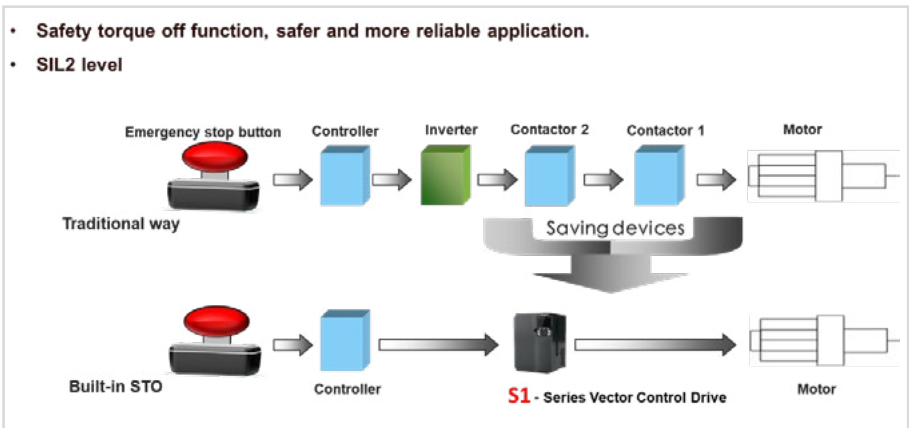 • Safety torque off function, safer and more reliable application.
• SIL2 level
Emergency stop button Controller Inverter Contactor 2 Contactor 1 Motor
Traditional way
Saving devices
Built-in STO
Controller
S1 - Series Vector Control Drive
Motor